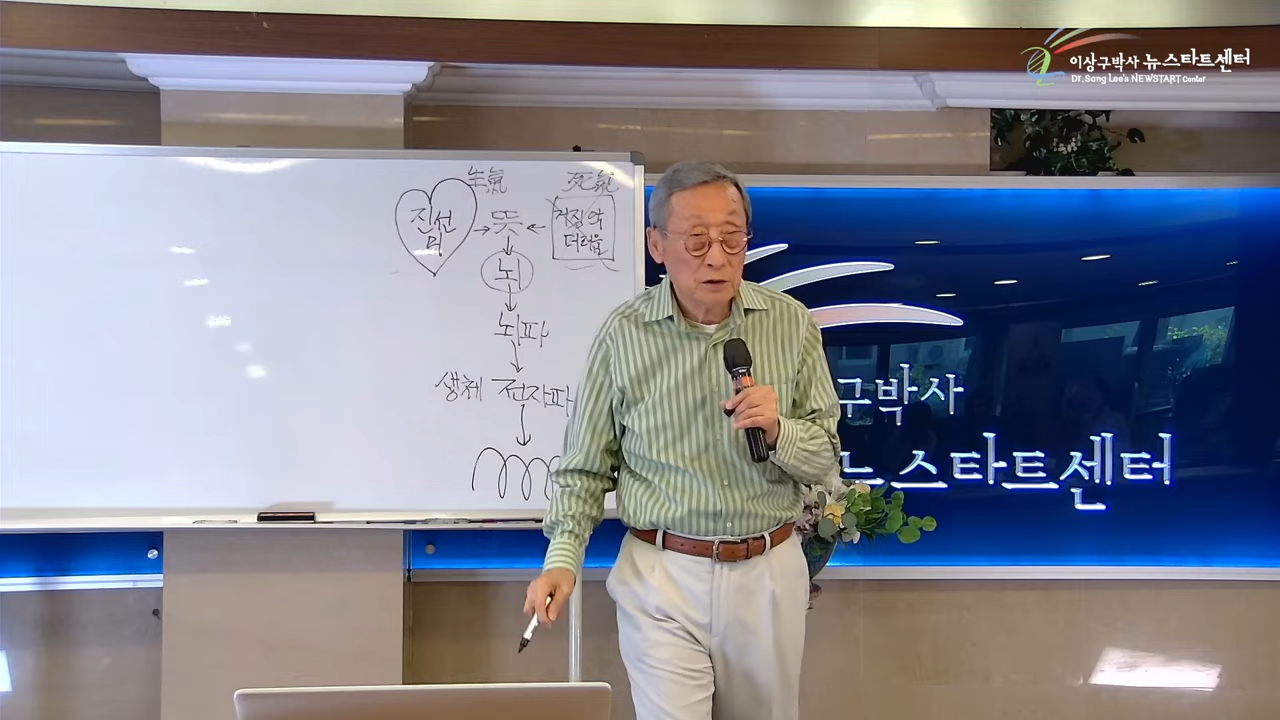 이상구박사 뉴스타트센터
Dr. Sang Lee's NEWSTART Center
生氣 死氣
진선
미
뜻
거짓 악
더러움
뇌
뇌파
생체 전자파
구박사
뉴스타트센터